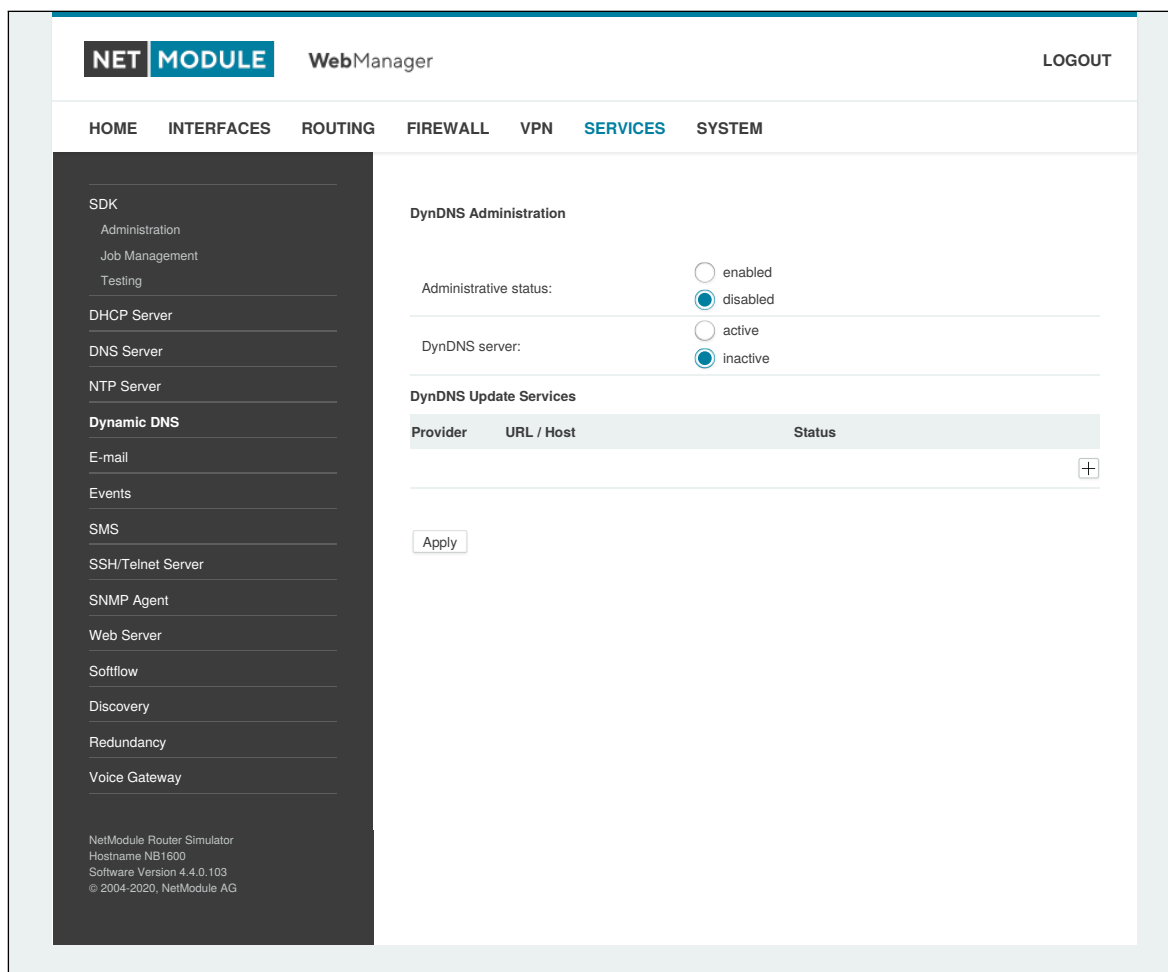 NET MODULE WebManager LOGOUT
HOME INTERFACES ROUTING FIREWALL VPN SERVICES SYSTEM
SDK
Administration
Job Management
Testing
DHCP Server
DNS Server
NTP Server
Dynamic DNS
E-mail
Events
SMS
SSH/Telnet Server
SNMP Agent
Web Server
Softflow
Discovery
Redundancy
Voice Gateway
NetModule Router Simulator
Hostname NB1600
Software Version 4.4.0.103
© 2004-2020, NetModule AG
DynDNS Administration
Administrative status:
enabled
disabled
DynDNS server:
active
inactive
DynDNS Update Services
Provider URL / Host Status
Apply